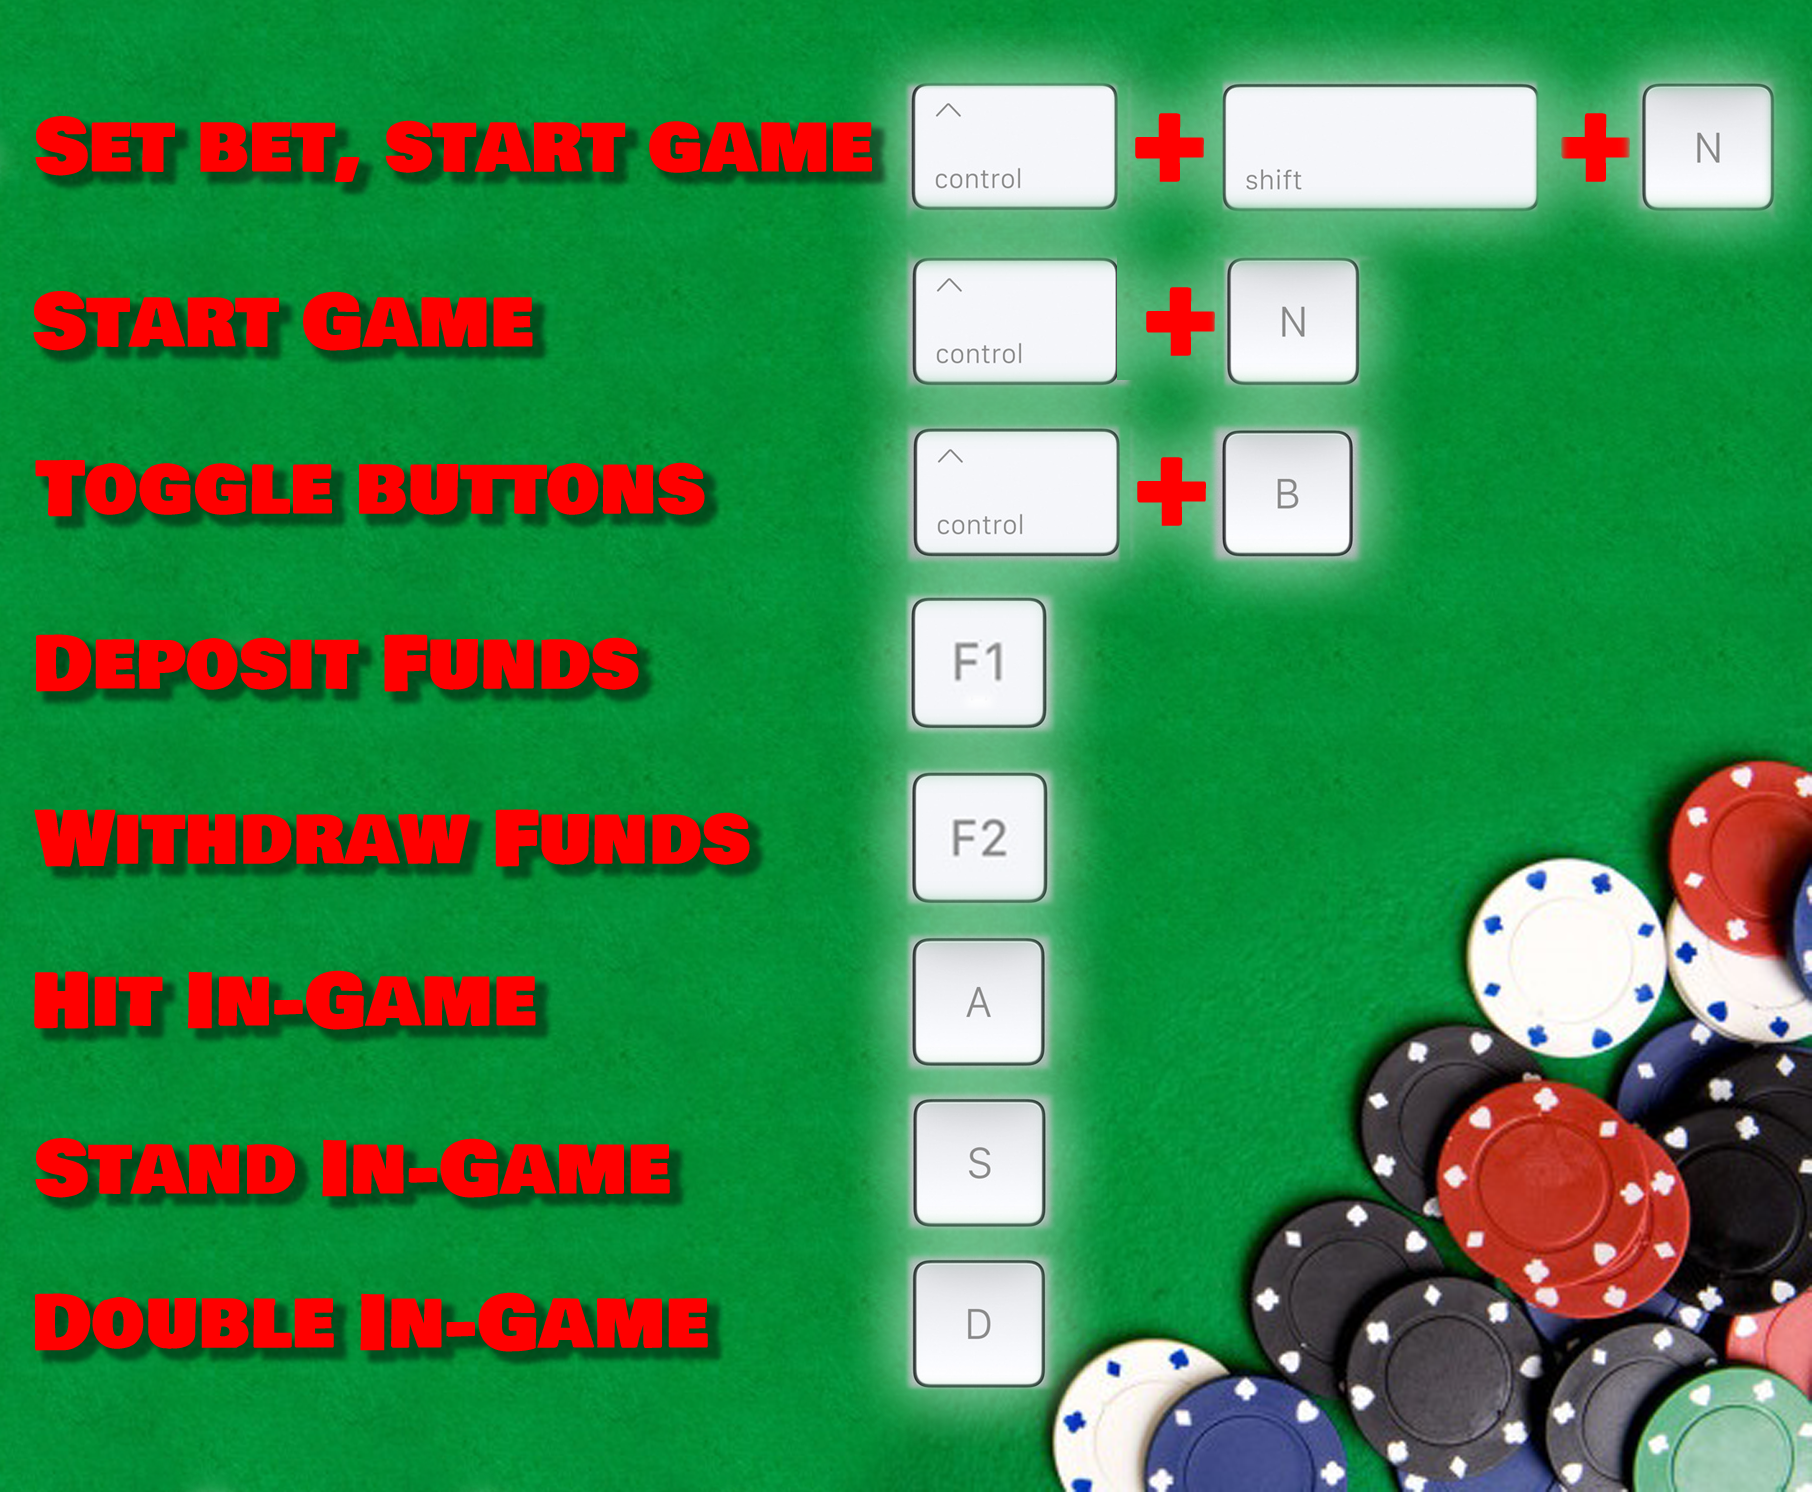 Set bet, start game ^ control + shift + N
Start Game ^ control + N
Toggle buttons ^ control + B
Deposit Funds F1
Withdraw Funds F2
Hit In-Game A
Stand In-Game S
Double In-Game D